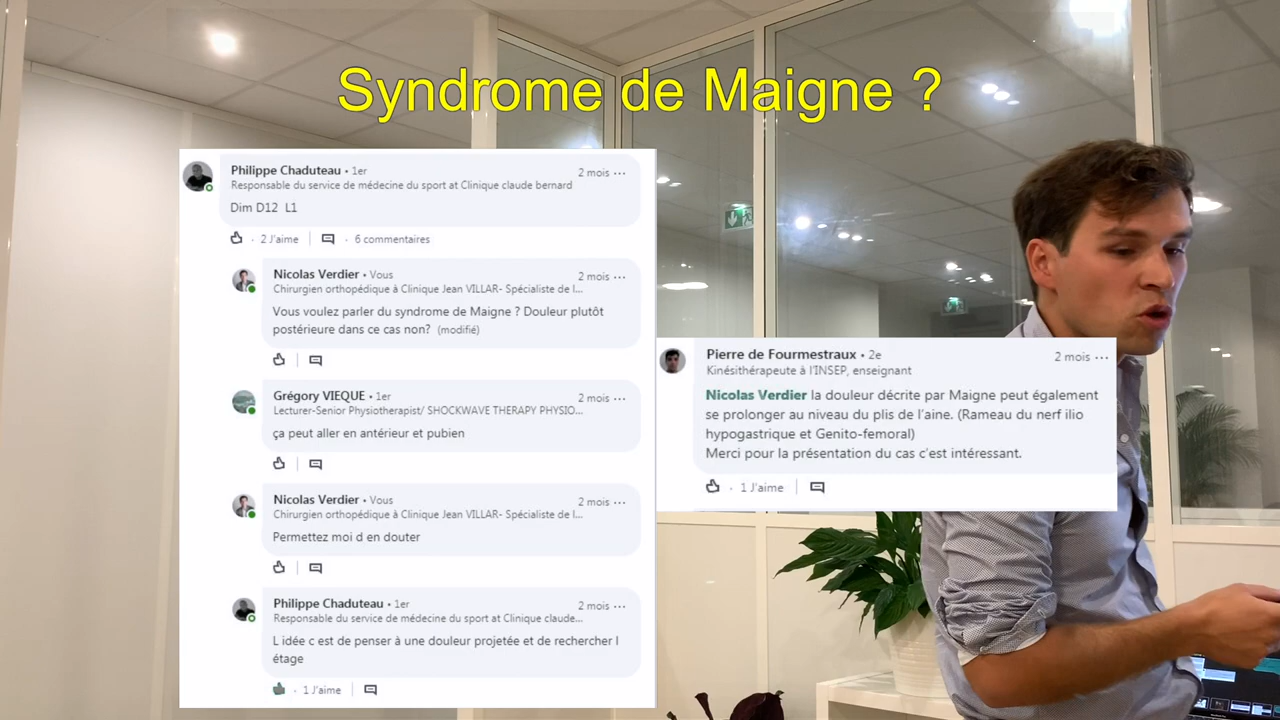 Syndrome de Maigne ?
Philippe Chaduteau • 1er
2 mois ···
Responsable du service de médecine du sport at Clinique claude bernard
Dim D12 L1
· 2 J'aime | · 6 commentaires
Nicolas Verdier • Vous
2 mois ···
Chirurgien orthopédique à Clinique Jean VILLAR- Spécialiste de l...
Vous voulez parler du syndrome de Maigne ? Douleur plutôt
postérieure dans ce cas non? (modifié)
Grégory VIEQUE • 1er
2 mois ···
Lecturer-Senior Physiotherapist/ SHOCKWAVE THERAPY PHYSIO...
ça peut aller en antérieur et pubien
Nicolas Verdier • Vous
2 mois ···
Chirurgien orthopédique à Clinique Jean VILLAR- Spécialiste de l...
Permettez moi d en douter
Philippe Chaduteau • 1er
2 mois ···
Responsable du service de médecine du sport at Clinique claude...
L idée c est de penser à une douleur projetée et de rechercher l
étage
· 1 J'aime
Pierre de Fourmestraux • 2e
2 mois ···
Kinésithérapeute à l'INSEP, enseignant
Nicolas Verdier la douleur décrite par Maigne peut également
se prolonger au niveau du plis de l'aine. (Rameau du nerf ilio
hypogastrique et Genito-femoral)
Merci pour la présentation du cas c'est intéressant.
· 1 J'aime